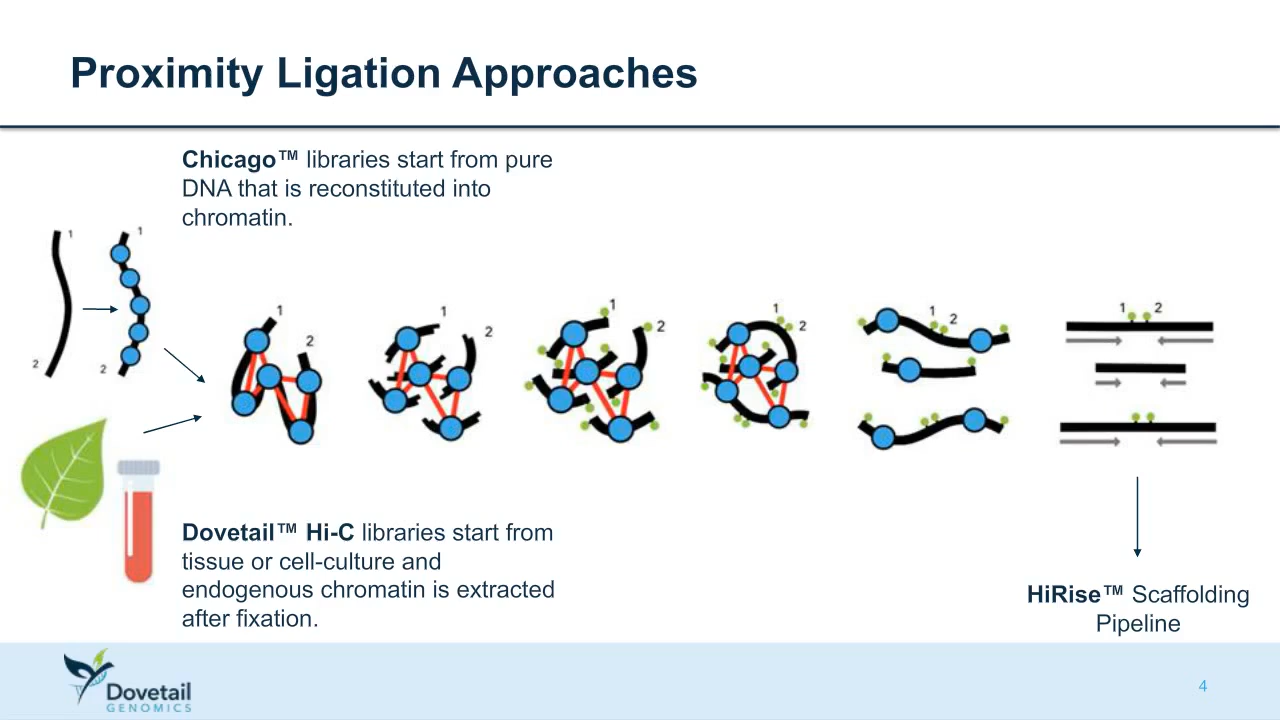 Proximity Ligation Approaches
Chicago™ libraries start from pure
DNA that is reconstituted into
chromatin.
1
1
2
2
1
2
1
2
1
2
1
2
1 2
1 2
Dovetail™ Hi-C libraries start from
tissue or cell-culture and
endogenous chromatin is extracted
after fixation.
HiRise™ Scaffolding
Pipeline
Dovetail
GENOMICS
4